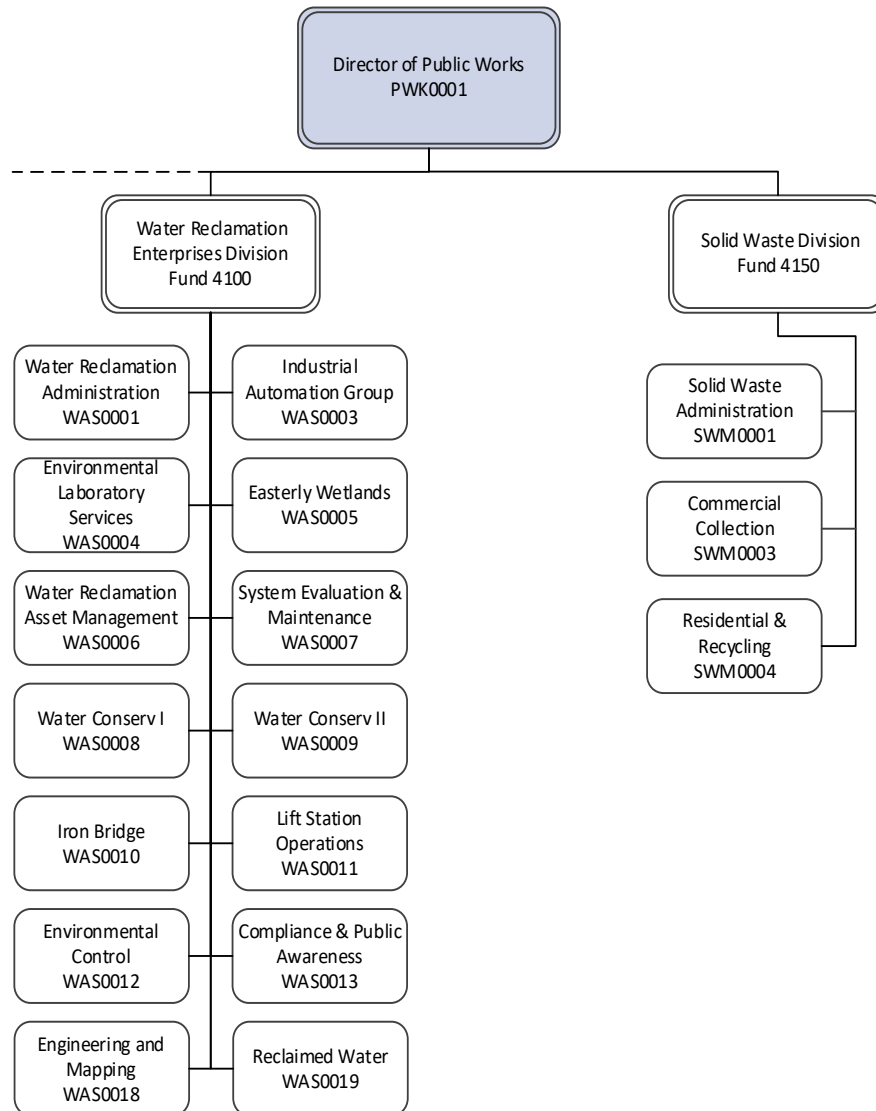 Director of Public Works
PWK0001
Water Reclamation
Enterprises Division
Fund 4100
Solid Waste Division
Fund 4150
Water Reclamation
Administration
WAS0001
Industrial
Automation Group
WAS0003
Solid Waste
Administration
SWM0001
Environmental
Laboratory
Services
WAS0004
Easterly Wetlands
WAS0005
Commercial
Collection
SWM0003
Water Reclamation
Asset Management
WAS0006
System Evaluation &
Maintenance
WAS0007
Residential &
Recycling
SWM0004
Water Conserv I
WAS0008
Water Conserv II
WAS0009
Iron Bridge
WAS0010
Lift Station
Operations
WAS0011
Environmental
Control
WAS0012
Compliance & Public
Awareness
WAS0013
Engineering and
Mapping
WAS0018
Reclaimed Water
WAS0019